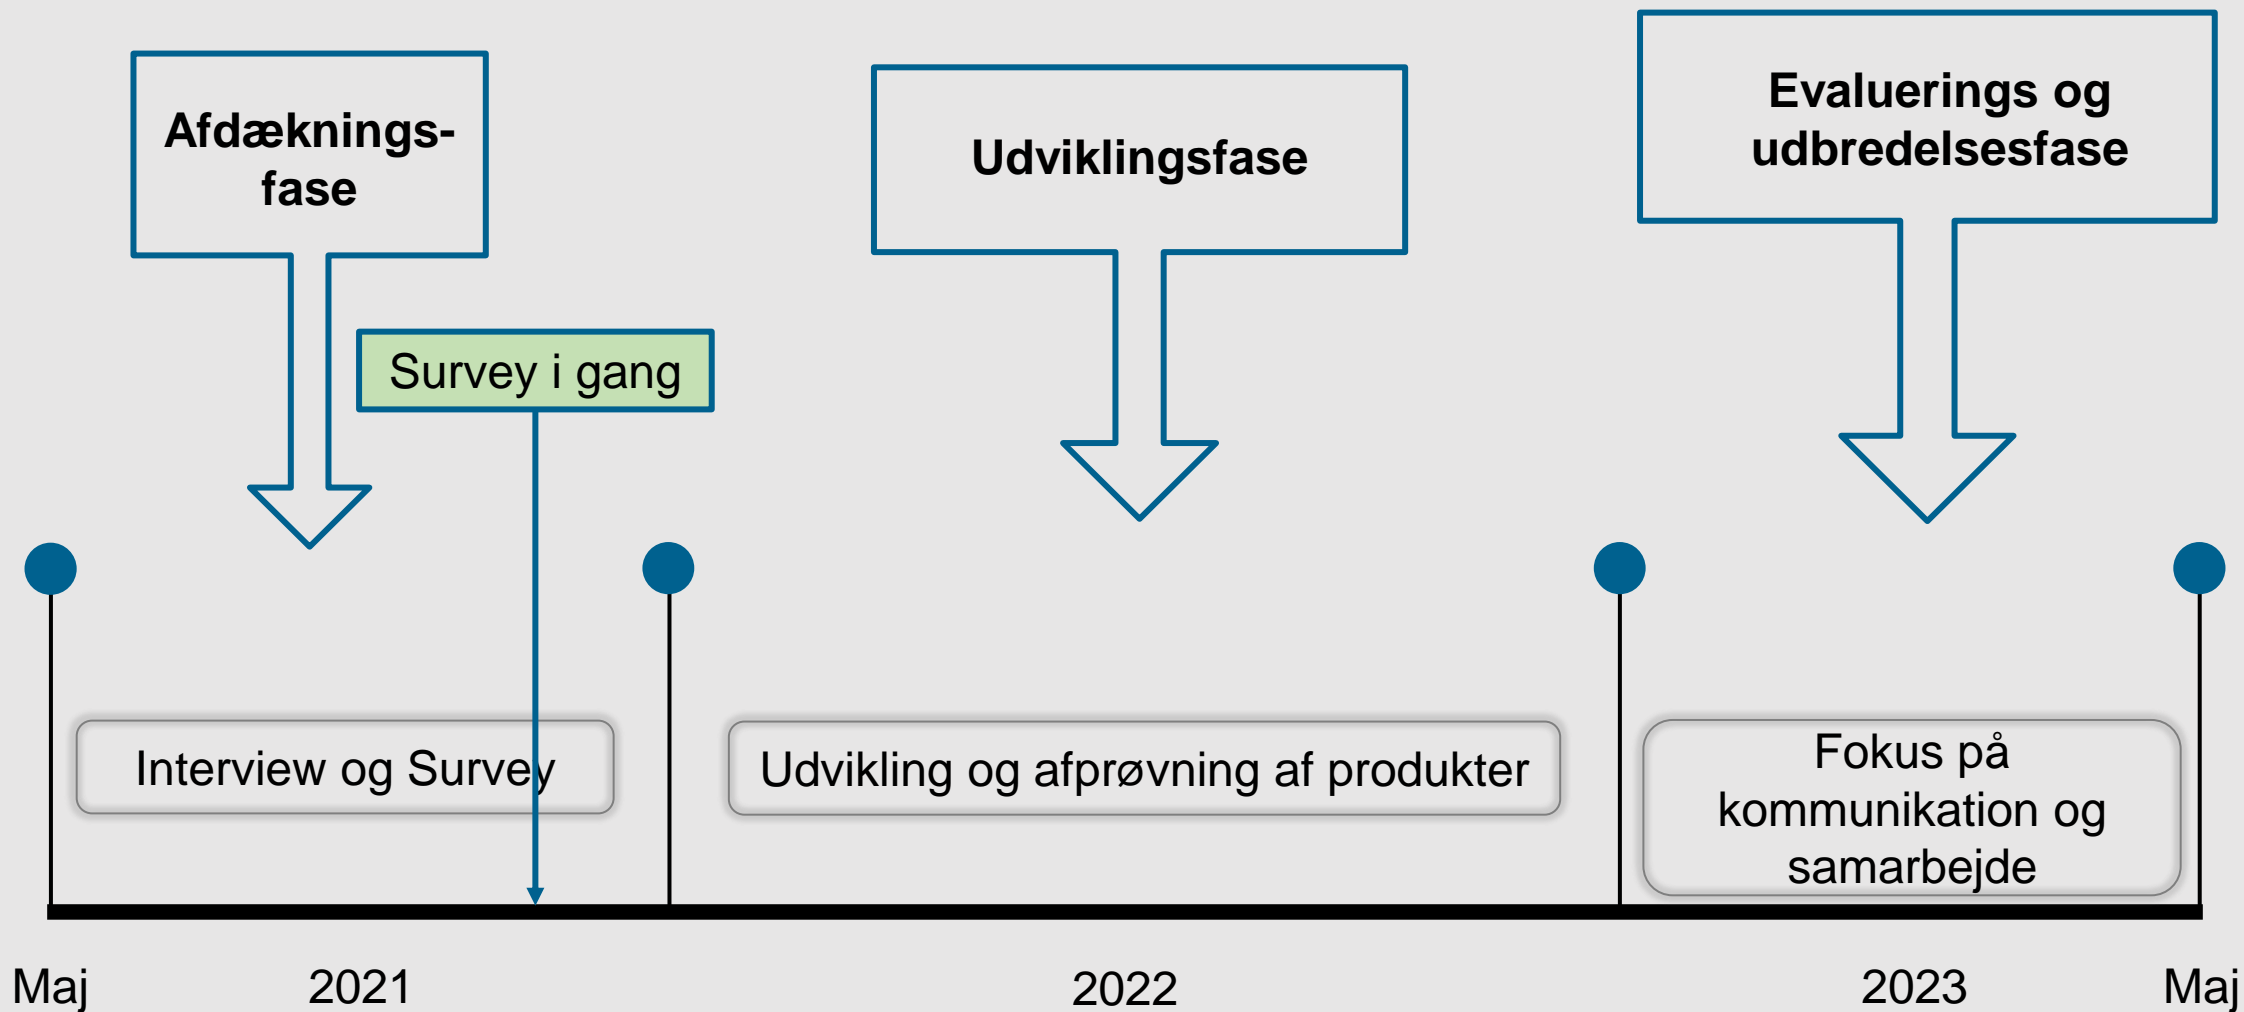 Afdæknings-
fase
Udviklingsfase
Evaluerings og
udbredelsesfase
Survey i gang
Interview og Survey
Udvikling og afprøvning af produkter
Fokus på
kommunikation og
samarbejde
Maj
2021
2022
2023
Maj